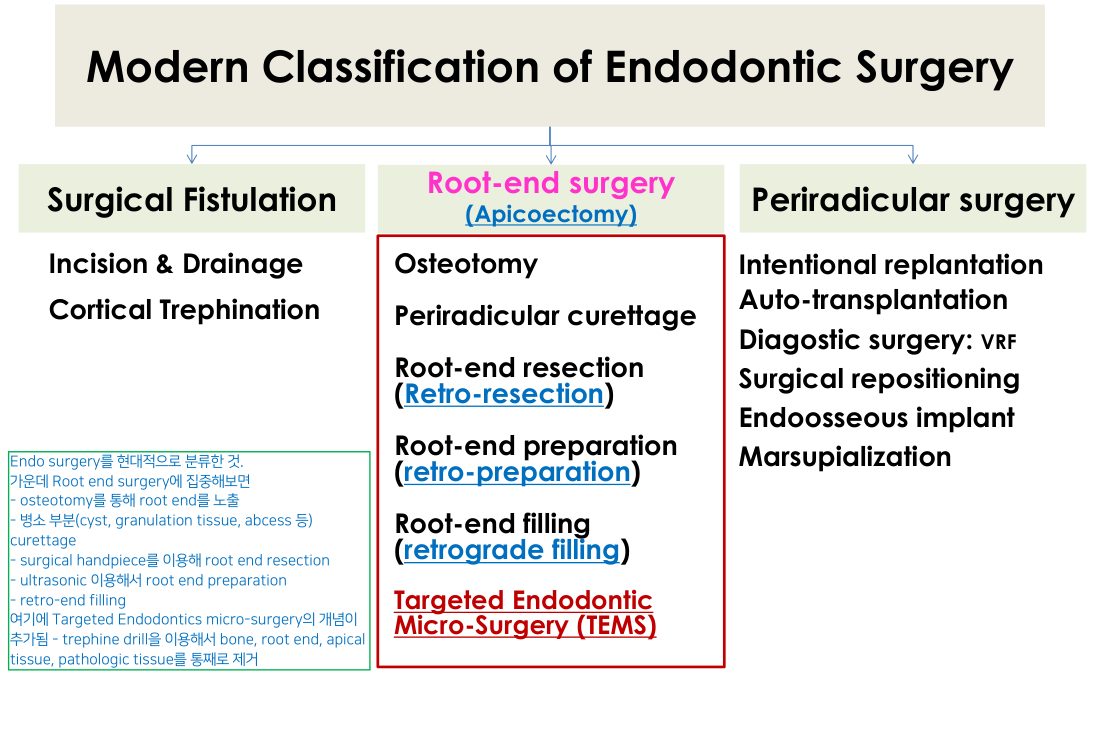 Modern Classification of Endodontic Surgery
Surgical Fistulation
Incision & Drainage
Cortical Trephination
Endo surgery를 현대적으로 분류한 것.
가운데 Root end surgery에 집중해보면
- osteotomy를 통해 root end를 노출
- 병소 부분(cyst, granulation tissue, abcess 등)
curettage
- surgical handpiece를 이용해 root end resection
- ultrasonic 이용해서 root end preparation
- retro-end filling
여기에 Targeted Endodontics micro-surgery의 개념이
추가됨 - trephine drill을 이용해서 bone, root end, apical
tissue, pathologic tissue를 통째로 제거
Root-end surgery
(Apicoectomy)
Osteotomy
Periradicular curettage
Root-end resection
(Retro-resection)
Root-end preparation
(retro-preparation)
Root-end filling
(retrograde filling)
Targeted Endodontic
Micro-Surgery (TEMS)
Periradicular surgery
Intentional replantation
Auto-transplantation
Diagostic surgery: VRF
Surgical repositioning
Endoosseous implant
Marsupialization